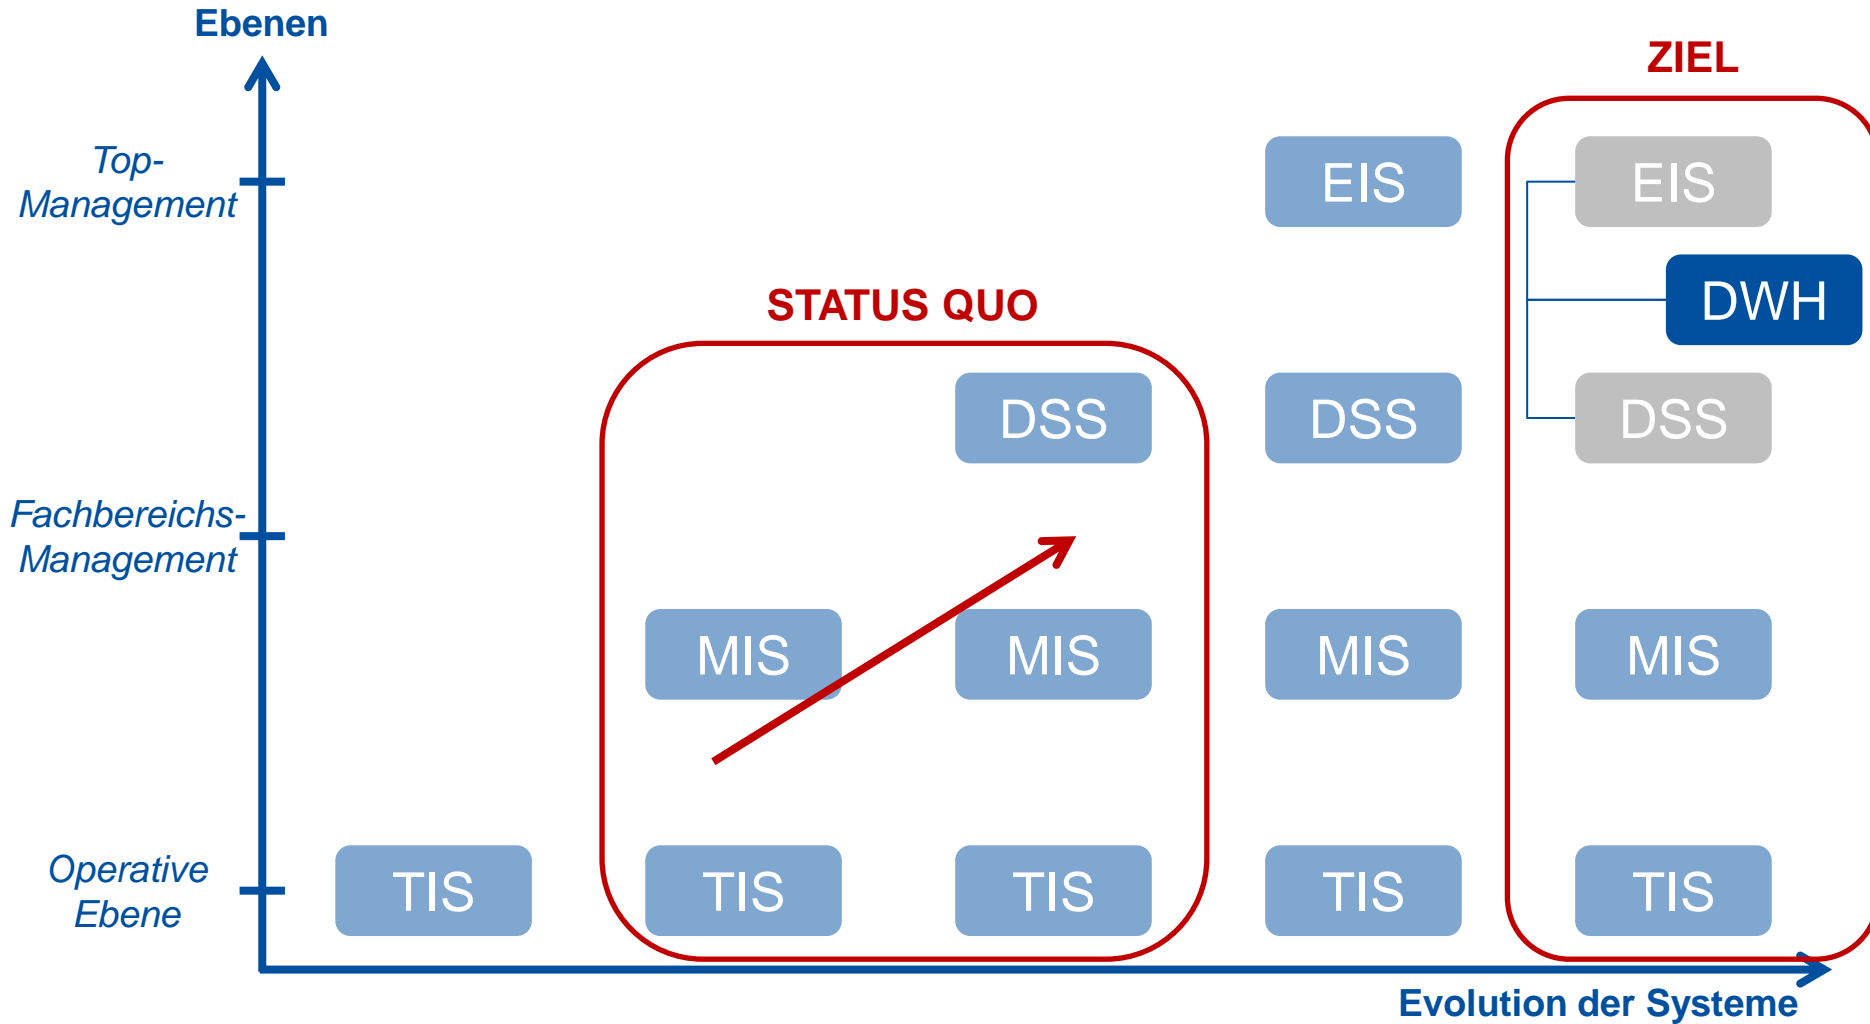 Ebenen
ZIEL
Top-
Management
EIS
EIS
DWH
STATUS QUO
DSS
DSS
DSS
Fachbereichs-
Management
MIS
MIS
MIS
MIS
Operative
Ebene
TIS
TIS
TIS
TIS
TIS
Evolution der Systeme